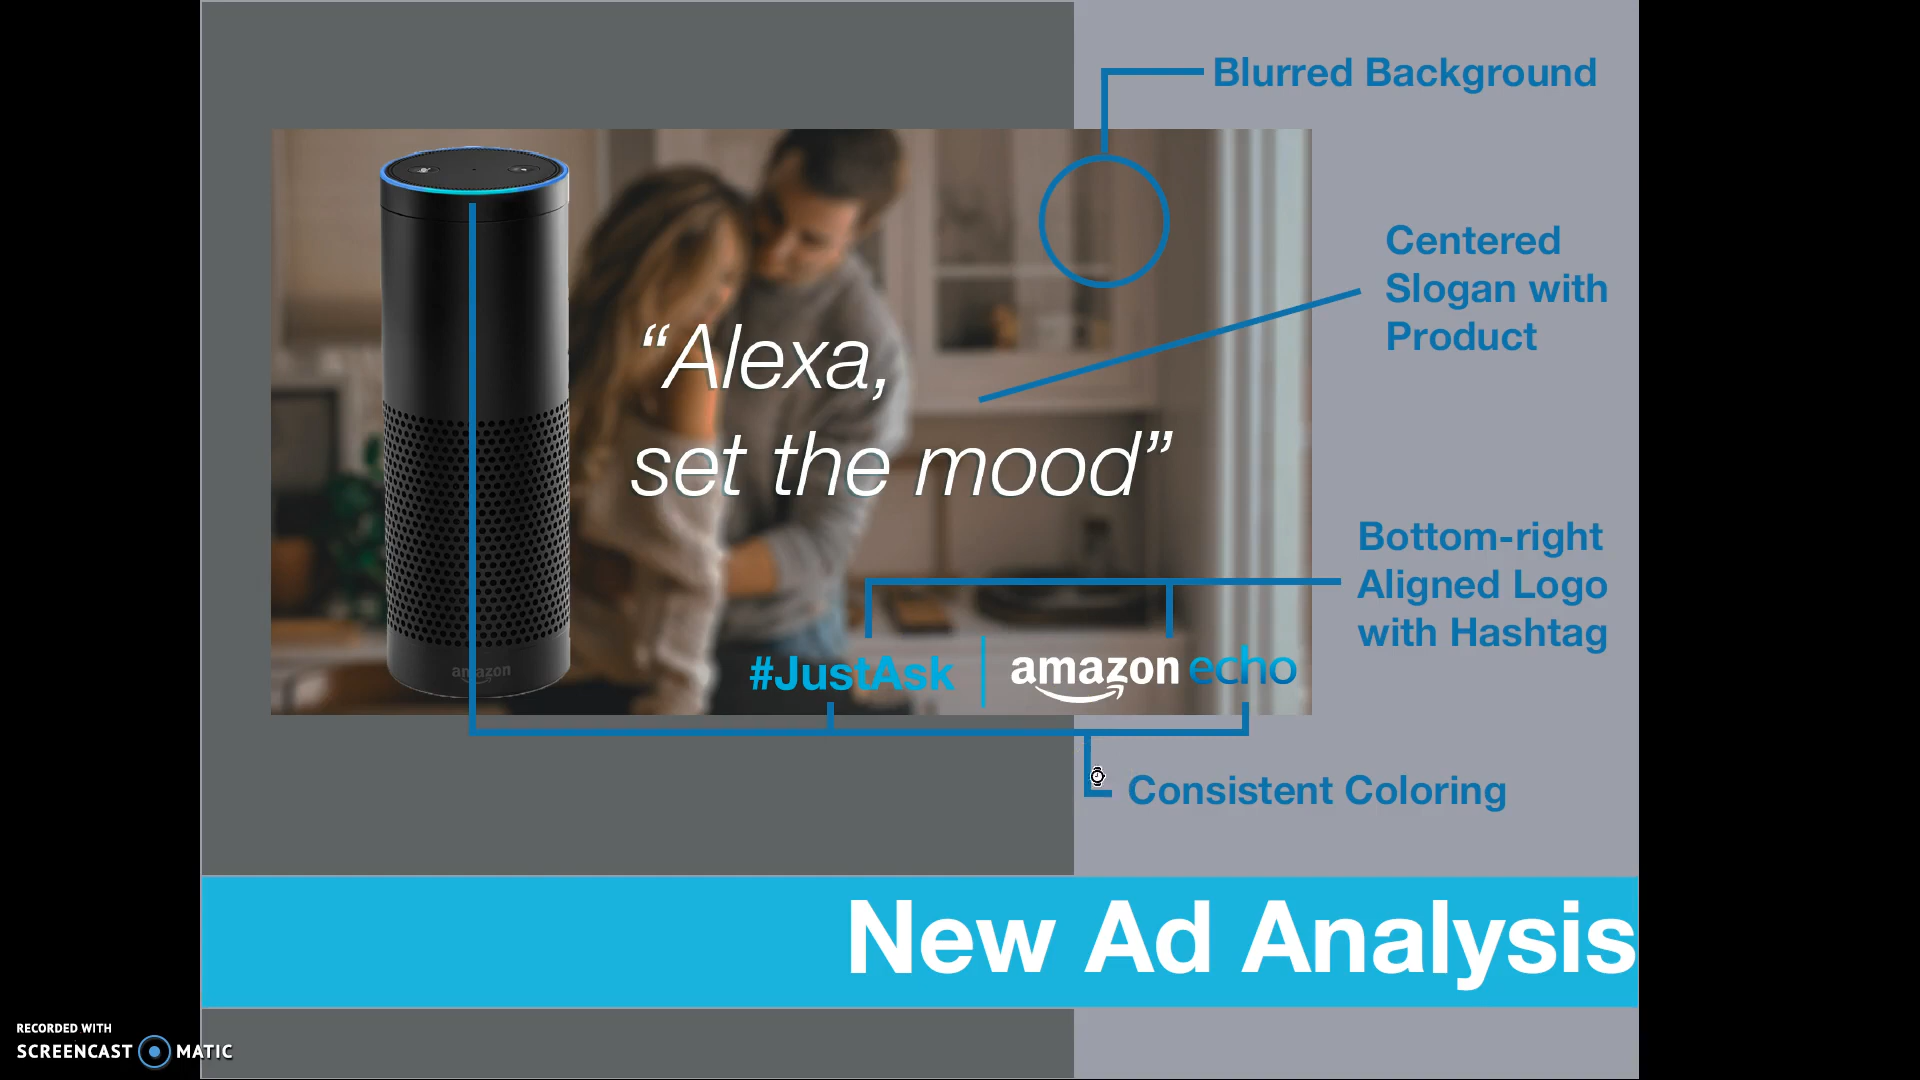 Blurred Background
Centered
Slogan with
Product
“Alexa,
set the mood”
Bottom-right
Aligned Logo
with Hashtag
amazon
#JustAsk | amazon echo
Consistent Coloring
New Ad Analysis
RECORDED WITH
SCREENCAST MATIC